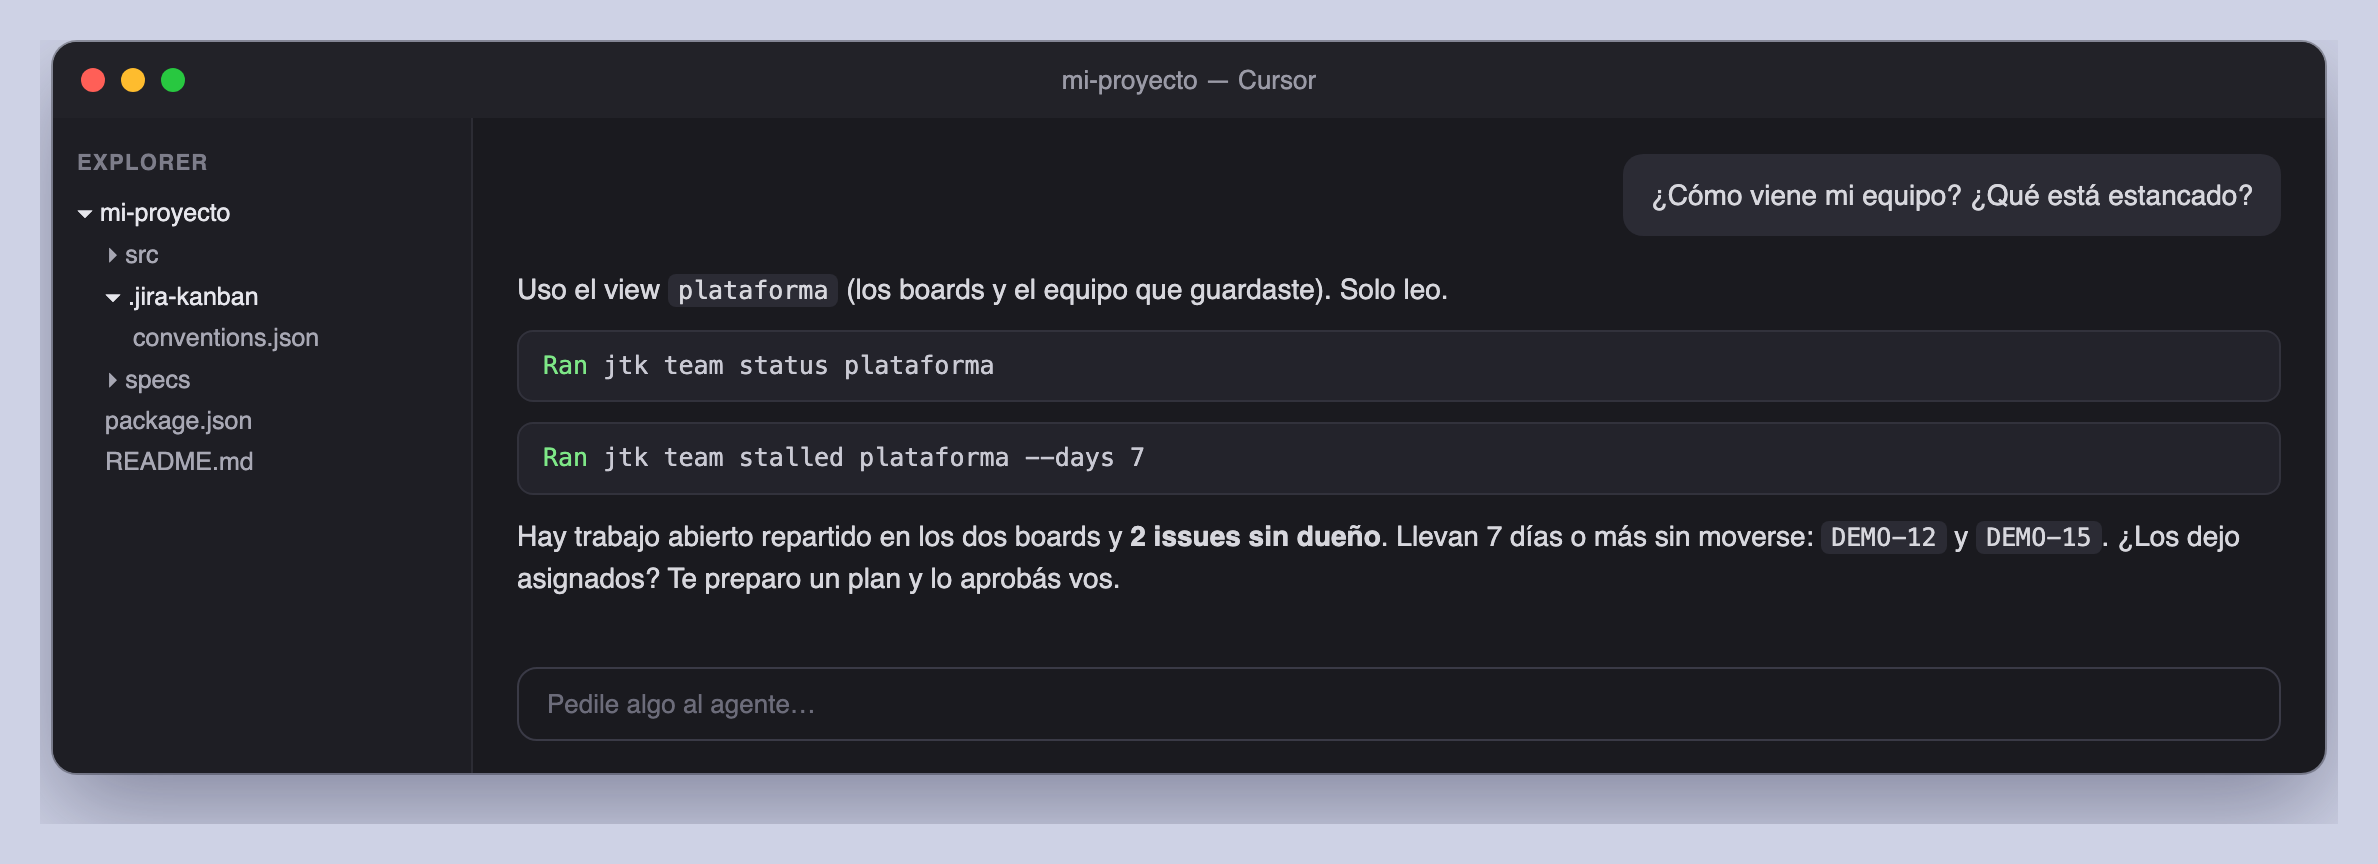 mi-proyecto — Cursor
EXPLORER
mi-proyecto
src
.jira-kanban
conventions.json
specs
package.json
README.md
¿Cómo viene mi equipo? ¿Qué está estancado?
Uso el view plataforma (los boards y el equipo que guardaste). Solo leo.
Ran jtk team status plataforma
Ran jtk team stalled plataforma --days 7
Hay trabajo abierto repartido en los dos boards y 2 issues sin dueño. Llevan 7 días o más sin moverse: DEMO-12 y DEMO-15. ¿Los dejo
asignados? Te preparo un plan y lo aprobás vos.
Pedile algo al agente…